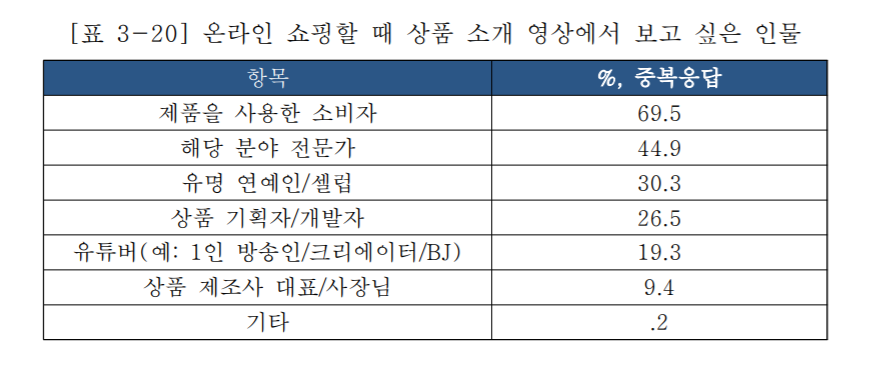 [표 3-20] 온라인 쇼핑할 때 상품 소개 영상에서 보고 싶은 인물
항목 %, 중복응답
제품을 사용한 소비자 69.5
해당 분야 전문가 44.9
유명 연예인/셀럽 30.3
상품 기획자/개발자 26.5
유튜버(예: 1인 방송인/크리에이터/BJ) 19.3
상품 제조사 대표/사장님 9.4
기타 .2